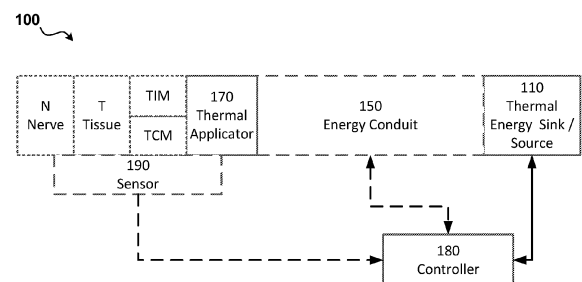 100
N
Nerve
T
Tissue
TIM
TCM
170
Thermal
Applicator
150
Energy Conduit
110
Thermal
Energy Sink /
Source
190
Sensor
180
Controller